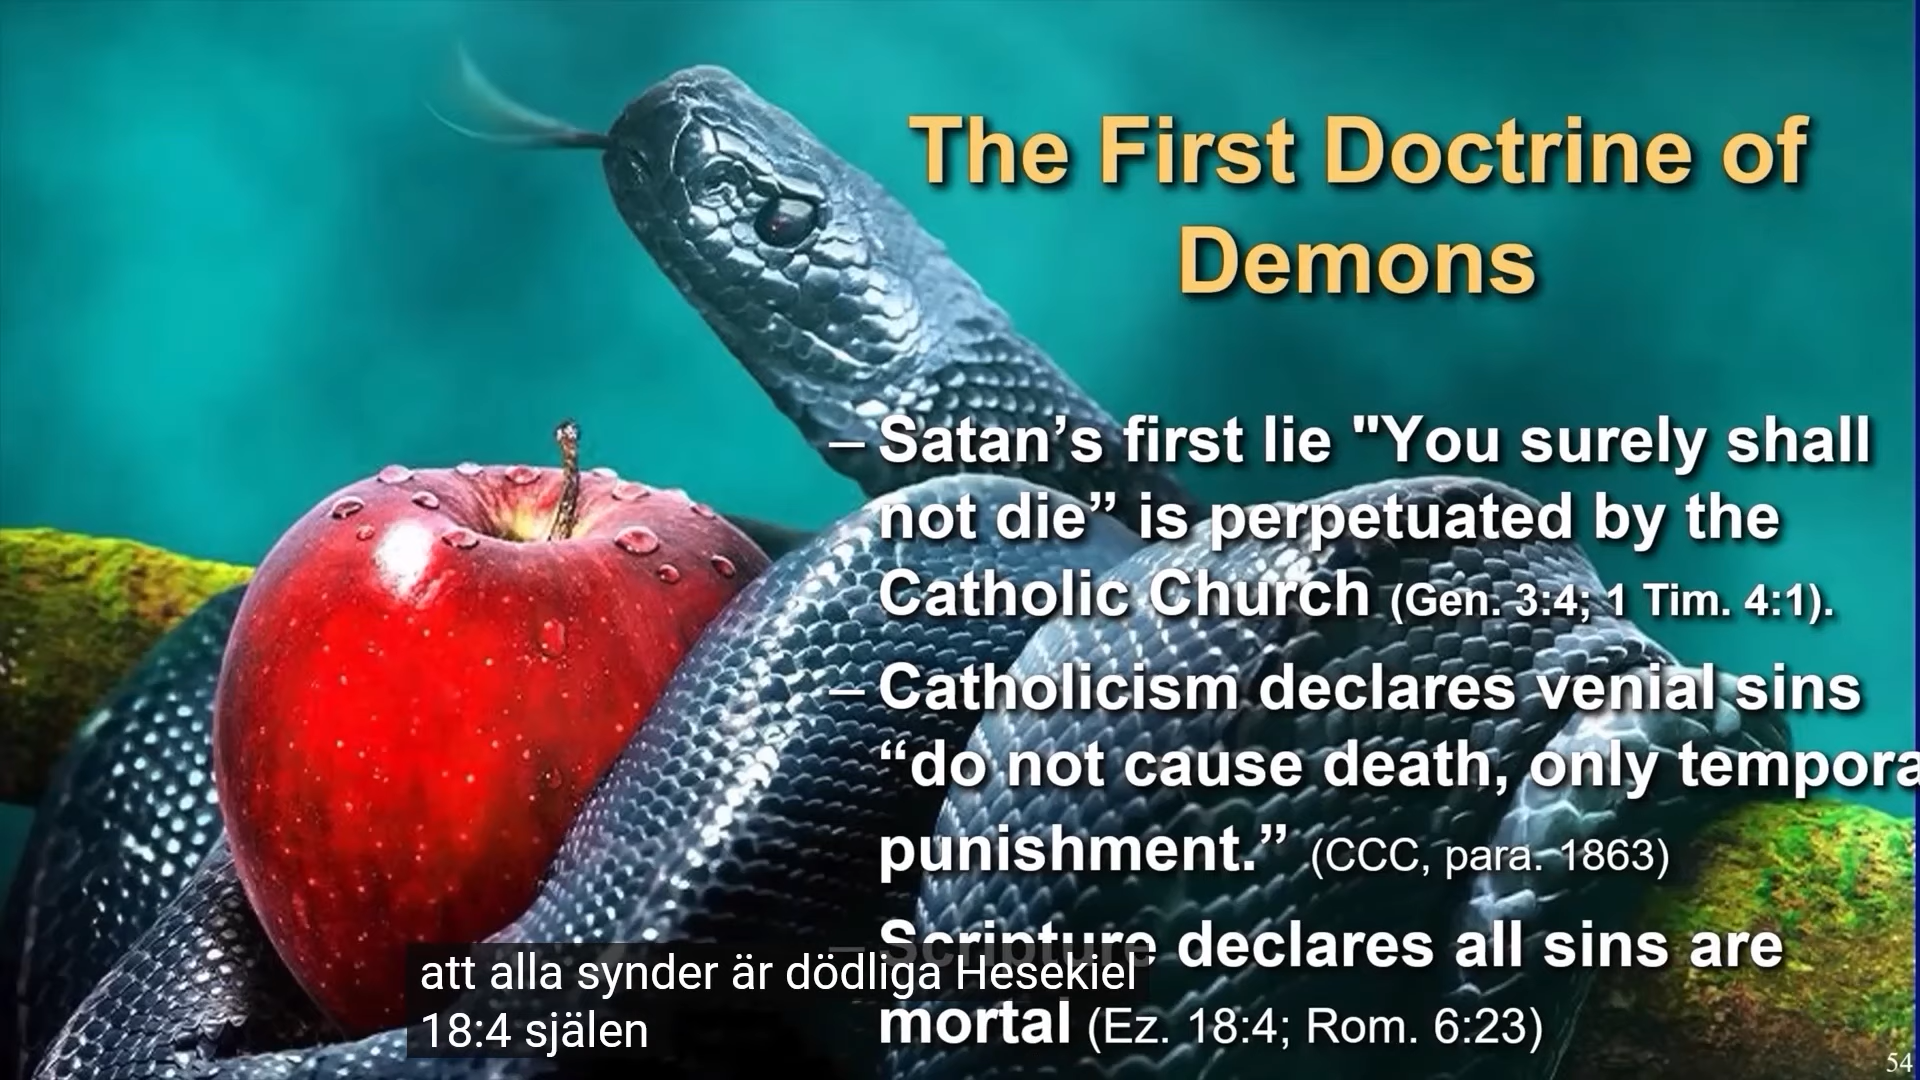 The First Doctrine of
Demons
– Satan’s first lie "You surely shall
not die” is perpetuated by the
Catholic Church (Gen. 3:4; 1 Tim. 4:1).
– Catholicism declares venial sins
“do not cause death, only tempora
punishment.” (CCC, para. 1863)
– Scripture declares all sins are
mortal (Ez. 18:4; Rom. 6:23)
att alla synder är dödliga Hesekiel
18:4 själen
54